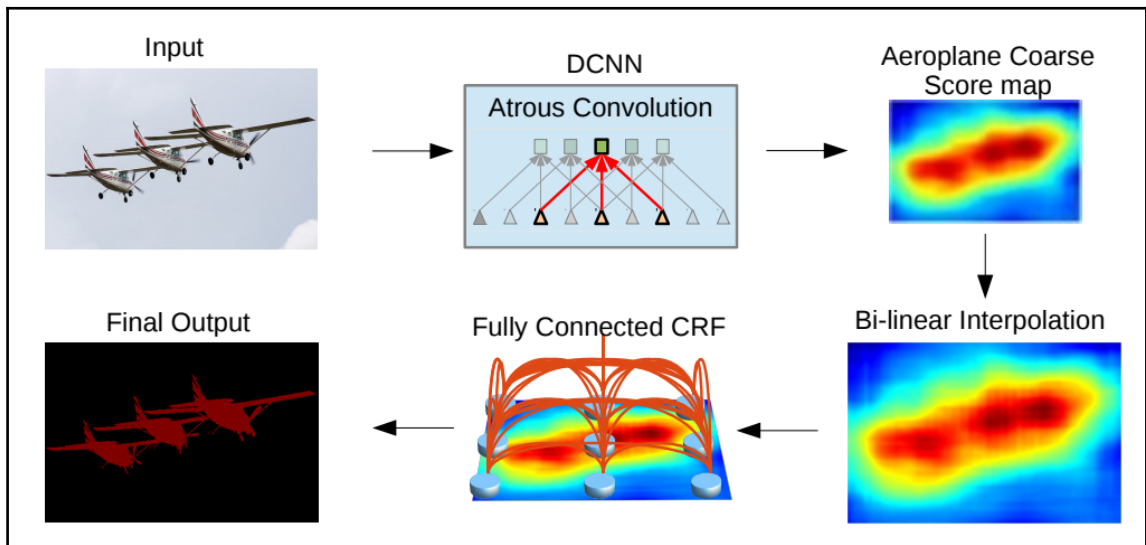 Input
DCNN
Atrous Convolution
Aeroplane Coarse
Score map
Bi-linear Interpolation
Fully Connected CRF
Final Output